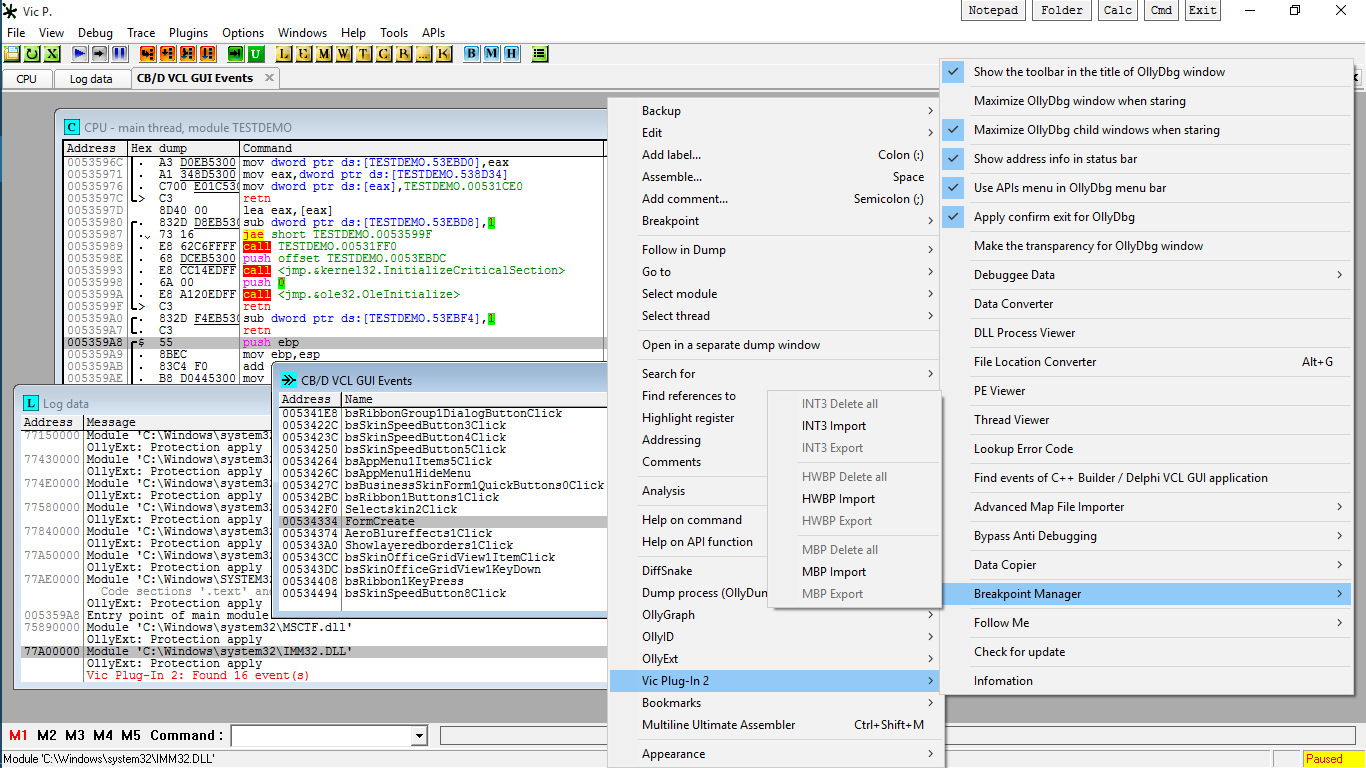 Vic P.
Notepad Folder Calc Cmd Exit
File View Debug Trace Plugins Options Windows Help Tools APIs
L E M W T C R ... K B M H
CPU Log data CB/D VCL GUI Events
C CPU - main thread, module TESTDEMO
Address Hex dump Command
0053596C . A3 D0EB5300 mov dword ptr ds:[TESTDEMO.53EBD0],eax
00535971 . A1 348D5300 mov eax,dword ptr ds:[TESTDEMO.538D34]
00535976 . C700 E01C530 mov dword ptr ds:[eax],TESTDEMO.00531CE0
0053597C . C3 retn
0053597D 8D40 00 lea eax,[eax]
00535980 . 832D D8EB530 sub dword ptr ds:[TESTDEMO.53EBD8],1
00535987 . 73 16 jae short TESTDEMO.0053599F
00535989 . E8 62C6FFFF call TESTDEMO.00531FF0
0053598E . 68 DCEB5300 push offset TESTDEMO.0053EBDC
00535993 . E8 CC14EDFF call <jmp.&kernel32.InitializeCriticalSection>
00535998 . 6A 00 push 0
0053599A . E8 A120EDFF call <jmp.&ole32.OleInitialize>
0053599F . C3 retn
005359A0 . 832D F4EB530 sub dword ptr ds:[TESTDEMO.53EBF4],1
005359A7 . C3 retn
005359A8 $ 55 push ebp
005359A9 . 8BEC mov ebp,esp
005359AB . 83C4 F0 add
005359AE . B8 D0445300 mov
L Log data
Address Message
77150000 Module 'C:\Windows\system32
OllyExt: Protection apply
77430000 Module 'C:\Windows\system32
OllyExt: Protection apply
774E0000 Module 'C:\Windows\system32
OllyExt: Protection apply
77580000 Module 'C:\Windows\system32
OllyExt: Protection apply
77840000 Module 'C:\Windows\system32
OllyExt: Protection apply
77A50000 Module 'C:\Windows\system32
OllyExt: Protection apply
77AE0000 Module 'C:\Windows\SYSTEM32
Code sections '.text' and
OllyExt: Protection apply
005359A8 Entry point of main module
75890000 Module 'C:\Windows\system32\MSCTF.dll'
OllyExt: Protection apply
77A00000 Module 'C:\Windows\system32\IMM32.DLL'
OllyExt: Protection apply
Vic Plug-In 2: Found 16 event(s)
CB/D VCL GUI Events
Address Name
005341E8 bsRibbonGroup1DialogButtonClick
0053422C bsSkinSpeedButton3Click
0053423C bsSkinSpeedButton4Click
00534250 bsSkinSpeedButton5Click
00534264 bsAppMenu1Items5Click
0053426C bsAppMenu1HideMenu
0053427C bsBusinessSkinForm1QuickButtons0Click
005342BC bsRibbon1Buttons1Click
005342F0 Selectskin2Click
00534334 FormCreate
00534374 AeroBlureffects1Click
005343A0 Showlayeredborders1Click
005343CC bsSkinOfficeGridView1ItemClick
005343DC bsSkinOfficeGridView1KeyDown
00534408 bsRibbon1KeyPress
00534494 bsSkinSpeedButton8Click
Backup
Edit
Add label... Colon (:)
Assemble... Space
Add comment... Semicolon (;)
Breakpoint
Follow in Dump
Go to
Select module
Select thread
Open in a separate dump window
Search for
Find references to
Highlight register
Addressing
Comments
Analysis
Help on command
Help on API function
DiffSnake
Dump process (OllyDum
OllyGraph
OllyID
OllyExt
Vic Plug-In 2
Bookmarks
Multiline Ultimate Assembler Ctrl+Shift+M
Appearance
INT3 Delete all
INT3 Import
INT3 Export
HWBP Delete all
HWBP Import
HWBP Export
MBP Delete all
MBP Import
MBP Export
Show the toolbar in the title of OllyDbg window
Maximize OllyDbg window when staring
Maximize OllyDbg child windows when staring
Show address info in status bar
Use APIs menu in OllyDbg menu bar
Apply confirm exit for OllyDbg
Make the transparency for OllyDbg window
Debuggee Data
Data Converter
DLL Process Viewer
File Location Converter Alt+G
PE Viewer
Thread Viewer
Lookup Error Code
Find events of C++ Builder / Delphi VCL GUI application
Advanced Map File Importer
Bypass Anti Debugging
Data Copier
Breakpoint Manager
Follow Me
Check for update
Infomation
M1 M2 M3 M4 M5 Command :
Module 'C:\Windows\system32\IMM32.DLL'
Paused